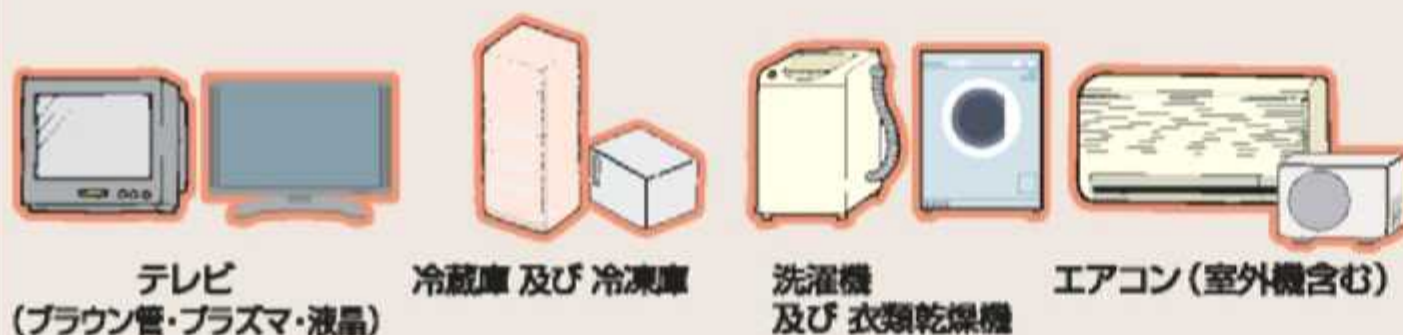 テレビ
(ブラウン管・プラズマ・液晶)
冷蔵庫 及び 冷凍庫
洗濯機
及び 衣類乾燥機
エアコン(室外機含む)